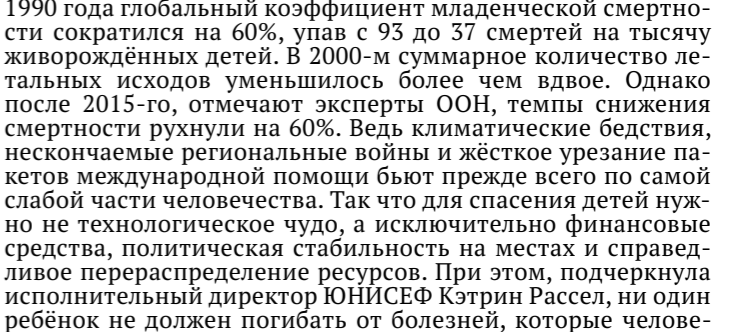 1990 года глобальный коэффициент младенческой смертно-
сти сократился на 60%, упав с 93 до 37 смертей на тысячу
живорождённых детей. В 2000-м суммарное количество ле-
тальных исходов уменьшилось более чем вдвое. Однако
после 2015-го, отмечают эксперты ООН, темпы снижения
смертности рухнули на 60%. Ведь климатические бедствия,
нескончаемые региональные войны и жёсткое урезание па-
кетов международной помощи бьют прежде всего по самой
слабой части человечества. Так что для спасения детей нуж-
но не технологическое чудо, а исключительно финансовые
средства, политическая стабильность на местах и справед-
ливое перераспределение ресурсов. При этом, подчеркнула
исполнительный директор ЮНИСЕФ Кэтрин Рассел, ни один
ребёнок не должен погибать от болезней, которые челове-